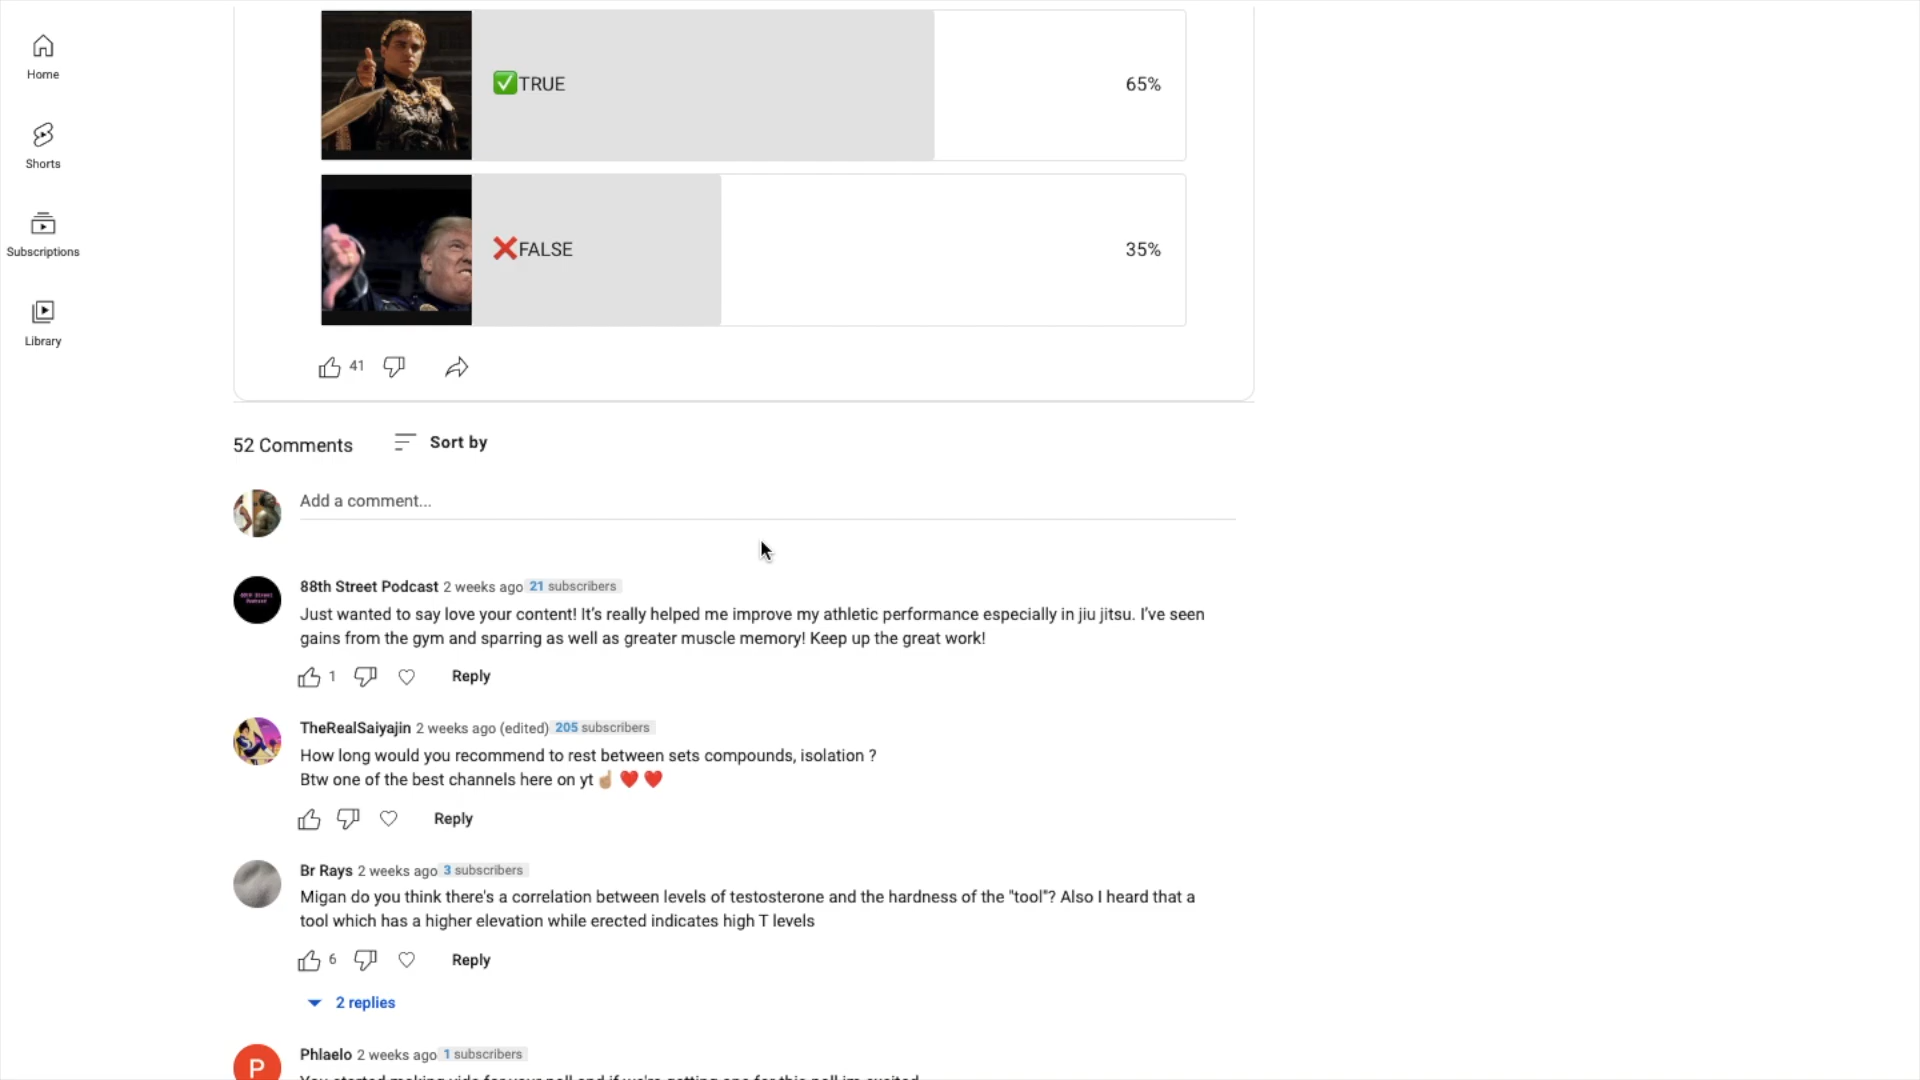 Home
Shorts
Subscriptions
Library
✅TRUE
65%
❌FALSE
35%
41
52 Comments
Sort by
Add a comment...
88th Street Podcast 2 weeks ago 21 subscribers
Just wanted to say love your content! It's really helped me improve my athletic performance especially in jiu jitsu. I've seen
gains from the gym and sparring as well as greater muscle memory! Keep up the great work!
1
Reply
TheRealSaiyajin 2 weeks ago (edited) 205 subscribers
How long would you recommend to rest between sets compounds, isolation ?
Btw one of the best channels here on yt☝🏽 ❤️ ❤️
Reply
Br Rays 2 weeks ago 3 subscribers
Migan do you think there's a correlation between levels of testosterone and the hardness of the "tool"? Also I heard that a
tool which has a higher elevation while erected indicates high T levels
6
Reply
2 replies
P
Phlaelo 2 weeks ago 1 subscribers